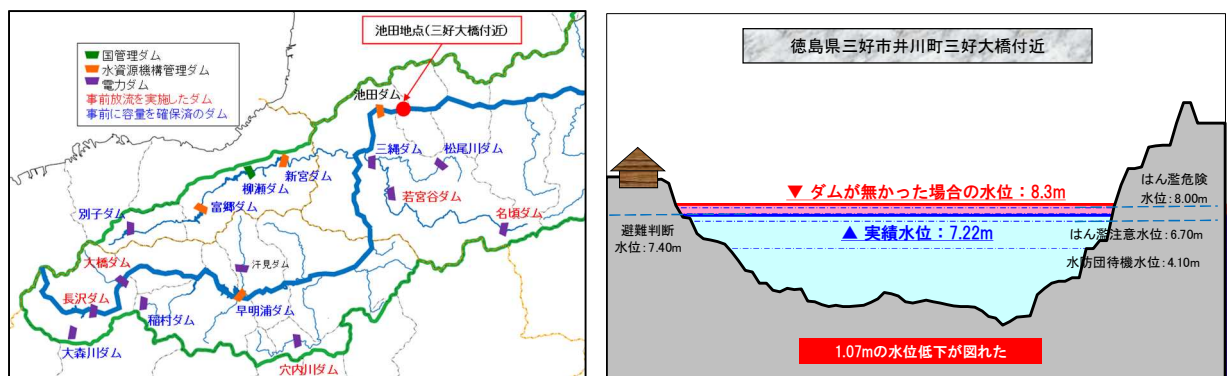 池田地点(三好大橋付近)
国管理ダム
水資源機構管理ダム
電力ダム
事前放流を実施したダム
事前に容量を確保済のダム
池田ダム
三縄ダム
松尾川ダム
新宮ダム
柳瀬ダム
若宮谷ダム
富郷ダム
別子ダム
名頃ダム
大橋ダム
汗見ダム
長沢ダム
稲村ダム
早明浦ダム
大森川ダム
穴内川ダム
徳島県三好市井川町三好大橋付近
▼ ダムが無かった場合の水位:8.3m
はん濫危険
水位:8.00m
▲ 実績水位:7.22m
避難判断
水位:7.40m
はん濫注意水位:6.70m
水防団待機水位:4.10m
1.07mの水位低下が図れた